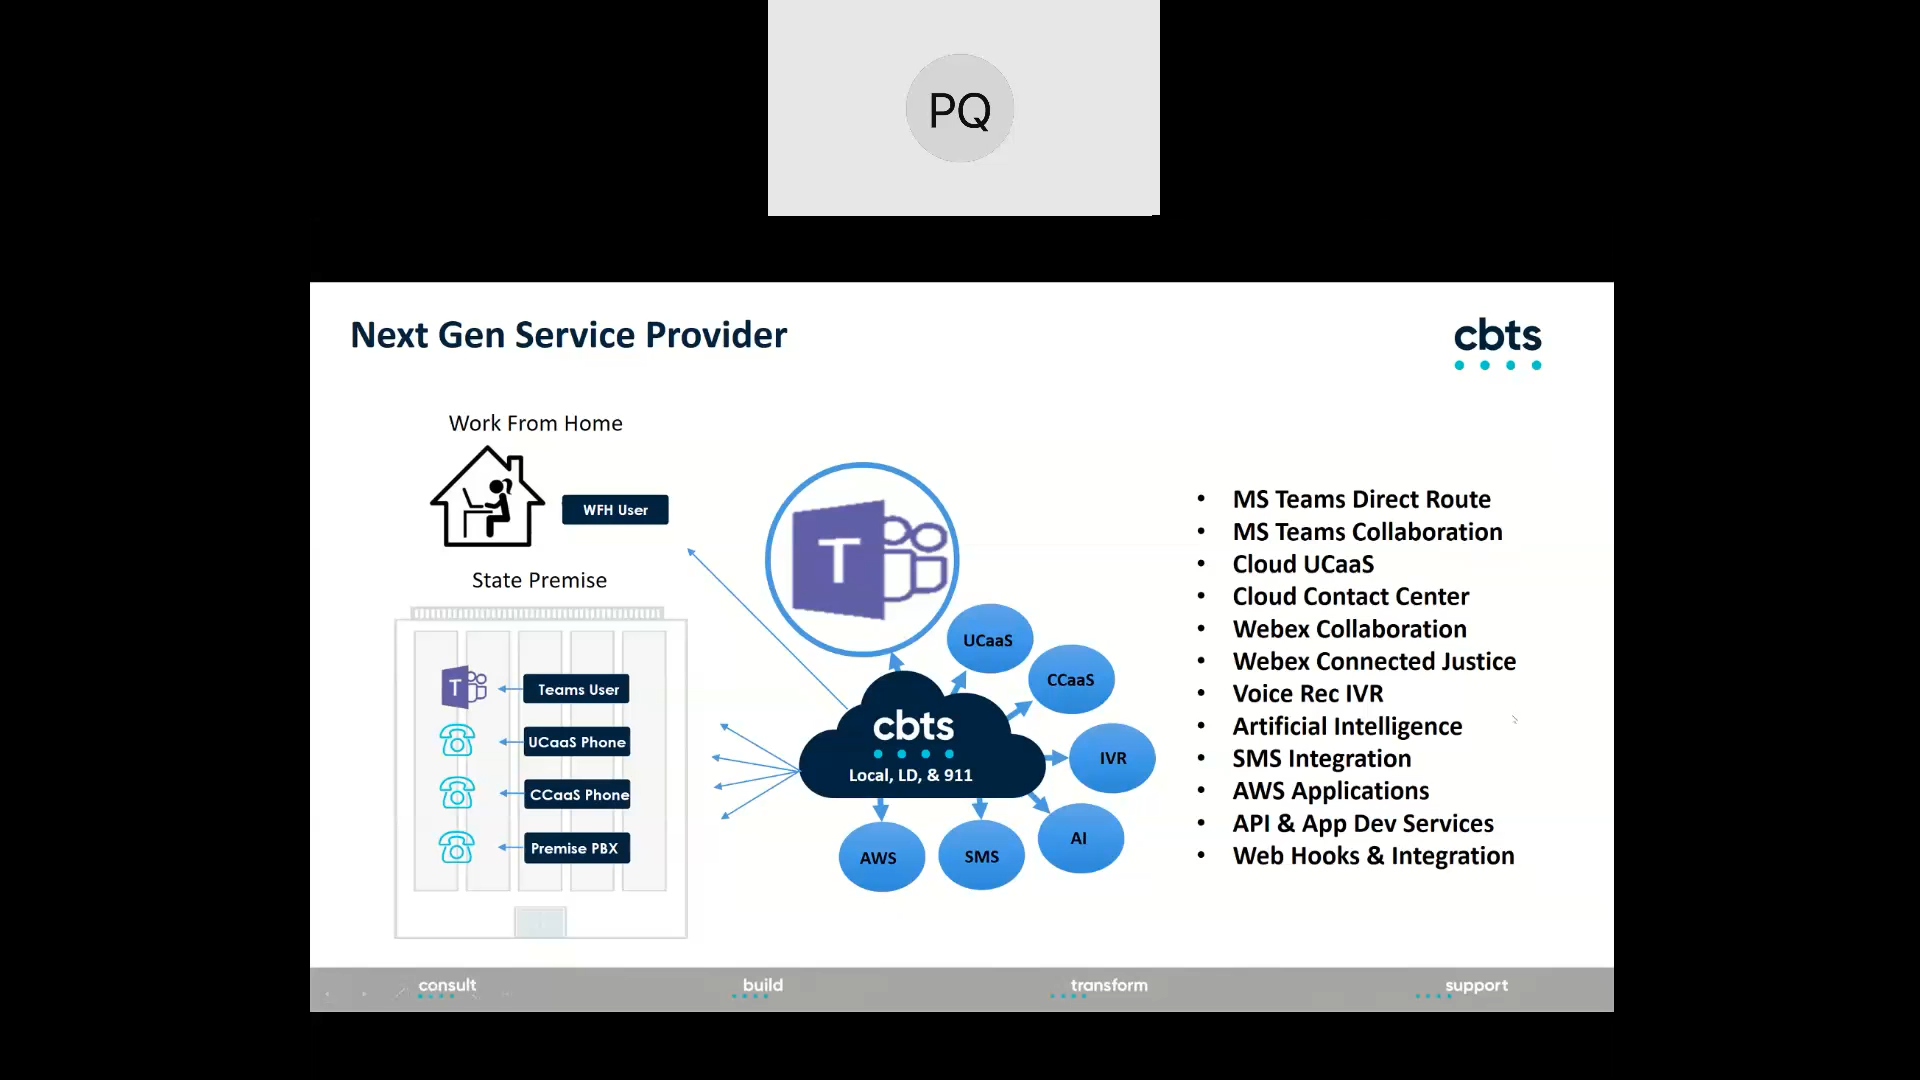 PQ
Next Gen Service Provider
cbts
Work From Home
WFH User
State Premise
T
Teams User
UCaaS Phone
CCaaS Phone
Premise PBX
T
UCaaS
CCaaS
cbts
Local, LD, & 911
IVR
AI
SMS
AWS
• MS Teams Direct Route
• MS Teams Collaboration
• Cloud UCaaS
• Cloud Contact Center
• Webex Collaboration
• Webex Connected Justice
• Voice Rec IVR
• Artificial Intelligence
• SMS Integration
• AWS Applications
• API & App Dev Services
• Web Hooks & Integration
consult
build
transform
support